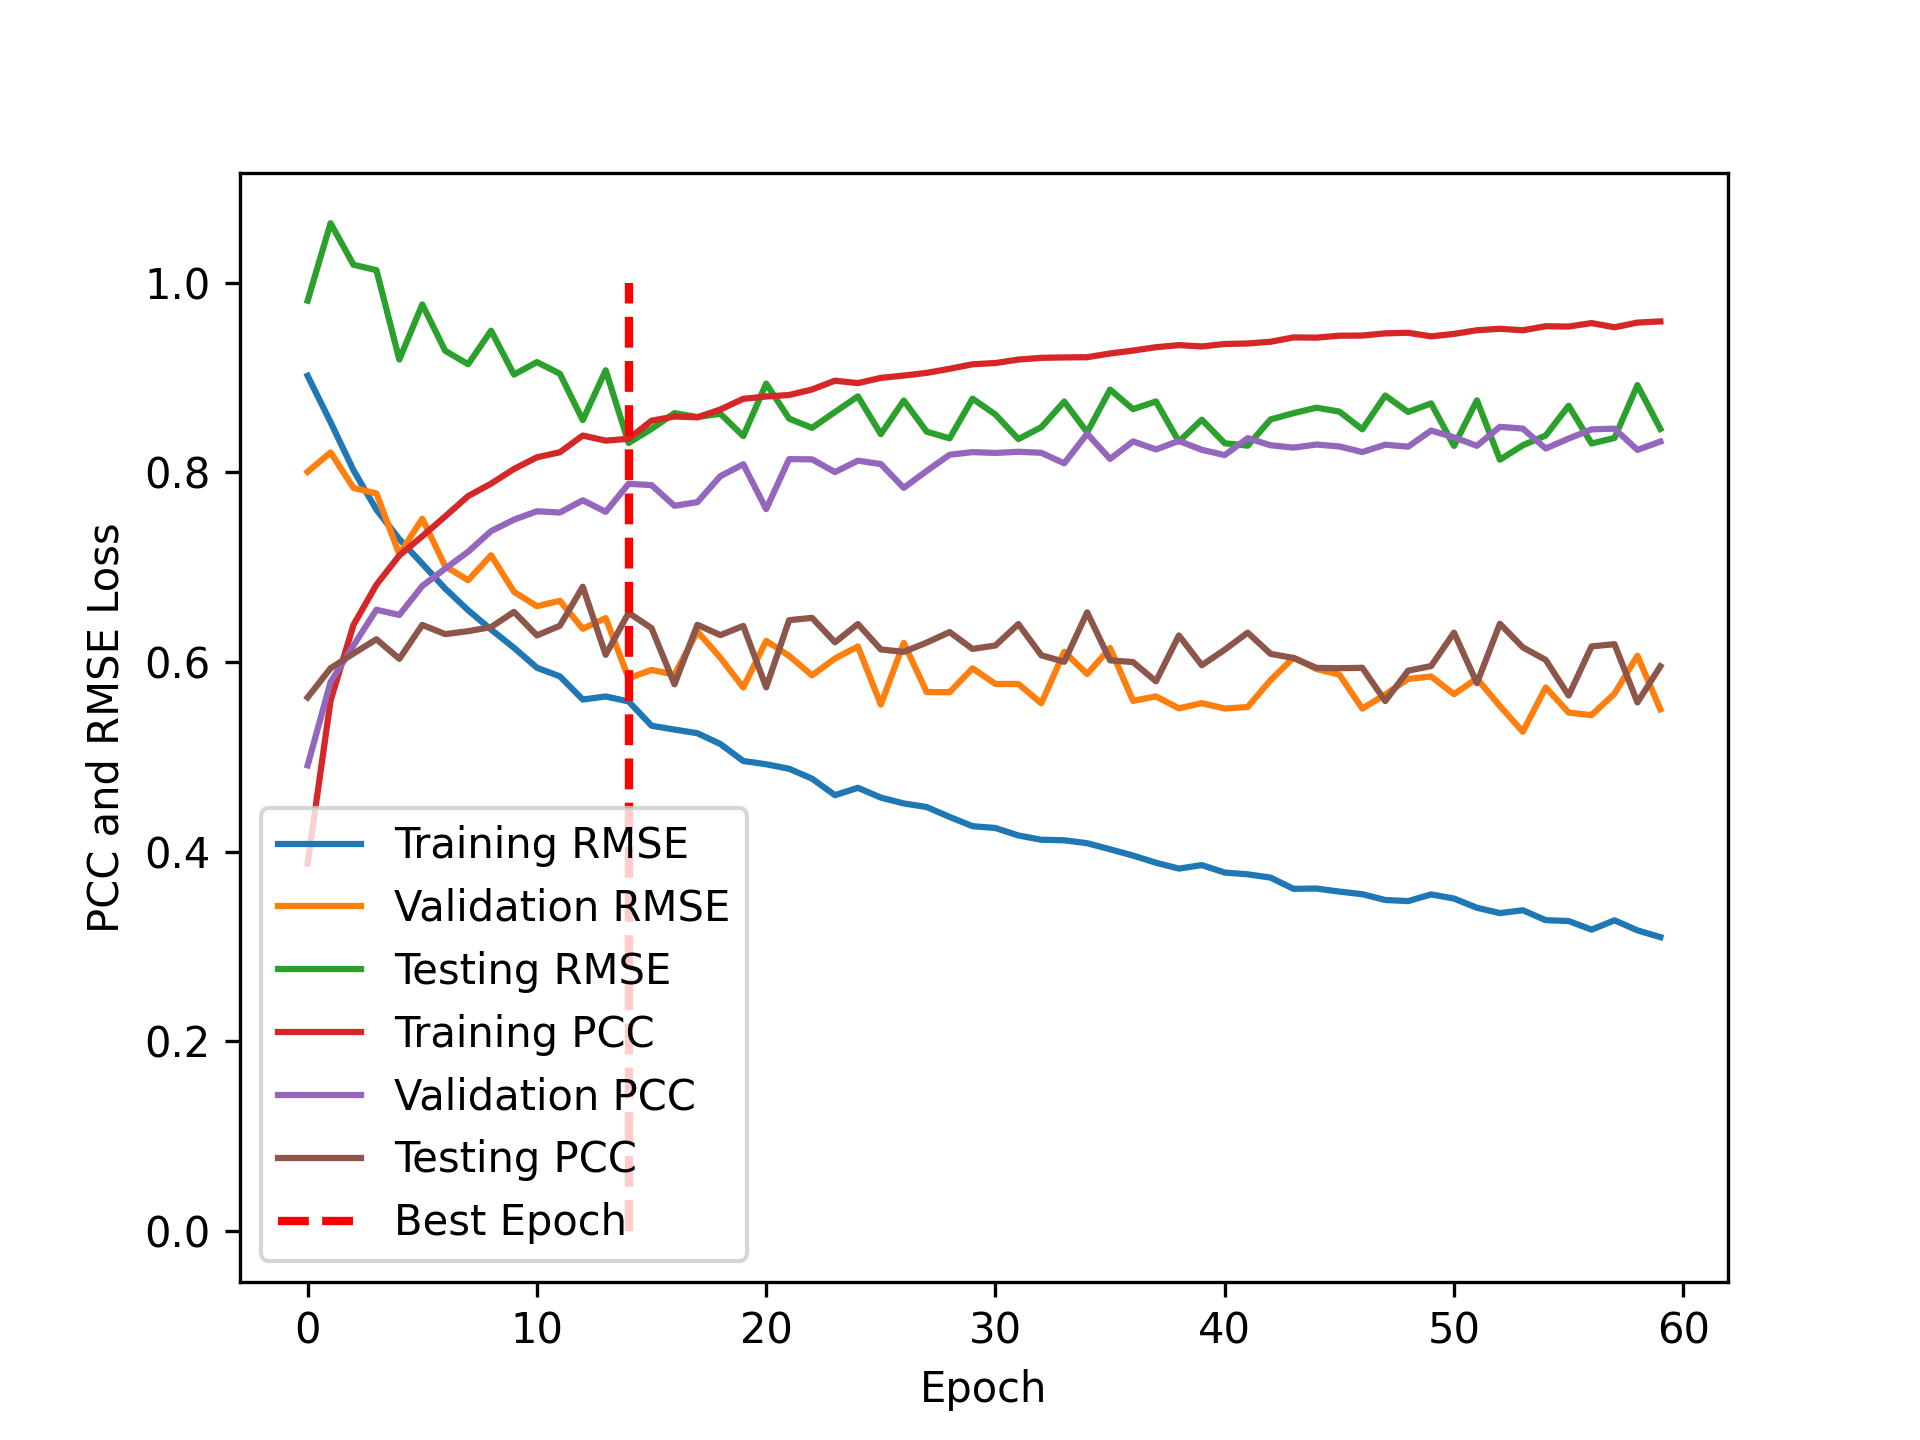 1.0
0.8
0.6
0.4
0.2
0.0
PCC and RMSE Loss
Training RMSE
Validation RMSE
Testing RMSE
Training PCC
Validation PCC
Testing PCC
Best Epoch
0 10 20 30 40 50 60
Epoch